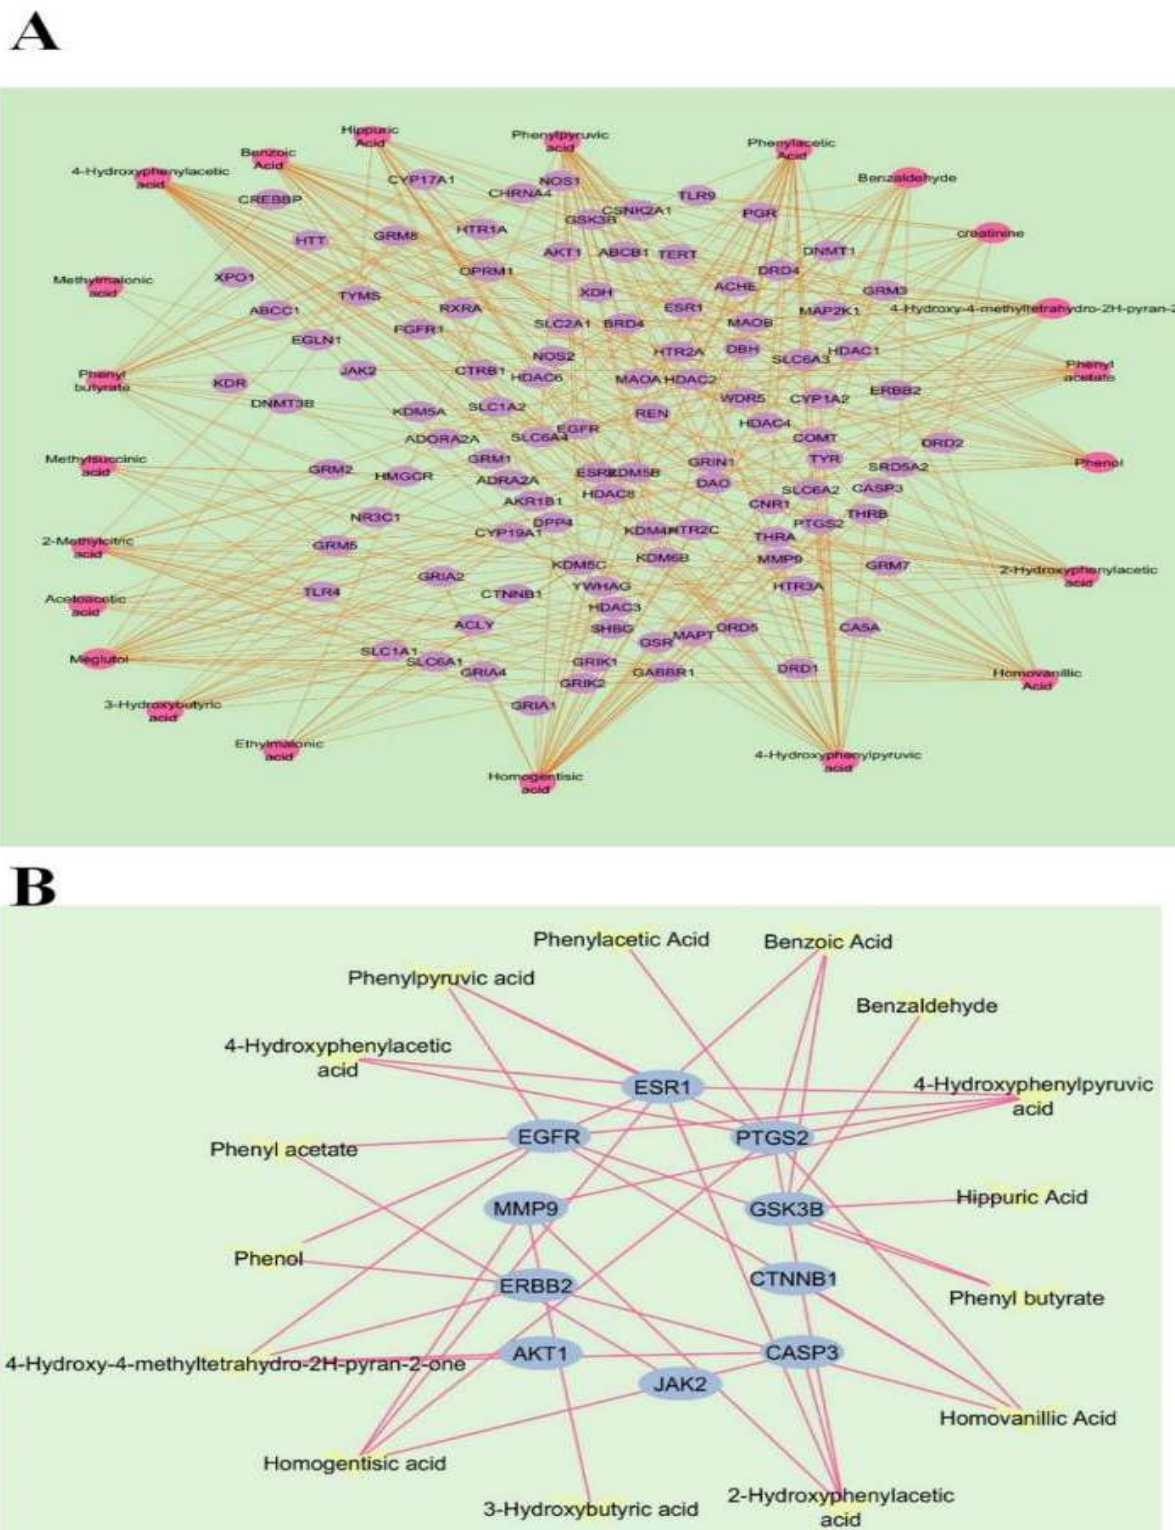 A
Hippuric
Acid
Phenylpyruvic
acid
Phenylacetic
Acid
Benzoic
Acid
4-Hydroxyphenylacetic
acid
Benzaldehyde
CYP17A1
NOS1
CHRNA4
TLR9
CREBBP
CSNK2A1
GSK3B
PGR
creatinine
HTT
GRM8
HTR1A
AKT1
ABCB1
TERT
DNMT1
XPO1
OPRM1
DRD4
Methylmalonic
acid
TYMS
XDH
ACHE
GRM3
ABCC1
RXRA
ESR1
MAP2K1
4-Hydroxy-4-methyltetrahydro-2H-pyran-2
FGFR1
SLC2A1
BRD4
MAOB
EGLN1
NOS2
HTR2A
DBH
SLC6A3
HDAC1
Phenyl
butyrate
KDR
JAK2
CTRB1
HDAC6
MAOA
HDAC2
Phenyl
acetate
ERBB2
DNMT3B
KDM5A
SLC1A2
REN
WDR5
CYP1A2
ADORA2A
SLC6A4
EGFR
HDAC4
COMT
DRD2
Methylsuccinic
acid
GRM2
HMGCR
GRM1
ADRA2A
KDM5B
GRIN1
DAO
TYR
SRD5A2
Phenol
AKR1B1
HDAC8
SLC6A2
CASP3
CNR1
NR3C1
CYP19A1
DPP4
HTR2C
PTGS2
THRB
THRA
2-Methylcitric
acid
GRM5
KDM5C
KDM6B
MMP9
GRM7
2-Hydroxyphenylacetic
acid
GRIA2
YWHAG
HTR3A
Acetoacetic
acid
TLR4
CTNNB1
HDAC3
ACLY
SHBG
GSR
MAPT
DRD5
CA5A
Meglutol
SLC1A1
SLC6A1
GRIA4
GRIK1
GRIK2
GABBR1
DRD1
Homovanillic
Acid
3-Hydroxybutyric
acid
GRIA1
Ethylmalonic
acid
Homogentisic
acid
4-Hydroxyphenylpyruvic
acid
B
Phenylacetic Acid
Benzoic Acid
Phenylpyruvic acid
Benzaldehyde
4-Hydroxyphenylacetic
acid
ESR1
4-Hydroxyphenylpyruvic
acid
EGFR
PTGS2
Phenyl acetate
MMP9
GSK3B
Hippuric Acid
Phenol
ERBB2
CTNNB1
Phenyl butyrate
4-Hydroxy-4-methyltetrahydro-2H-pyran-2-one
AKT1
CASP3
JAK2
Homovanillic Acid
Homogentisic acid
3-Hydroxybutyric acid
2-Hydroxyphenylacetic
acid